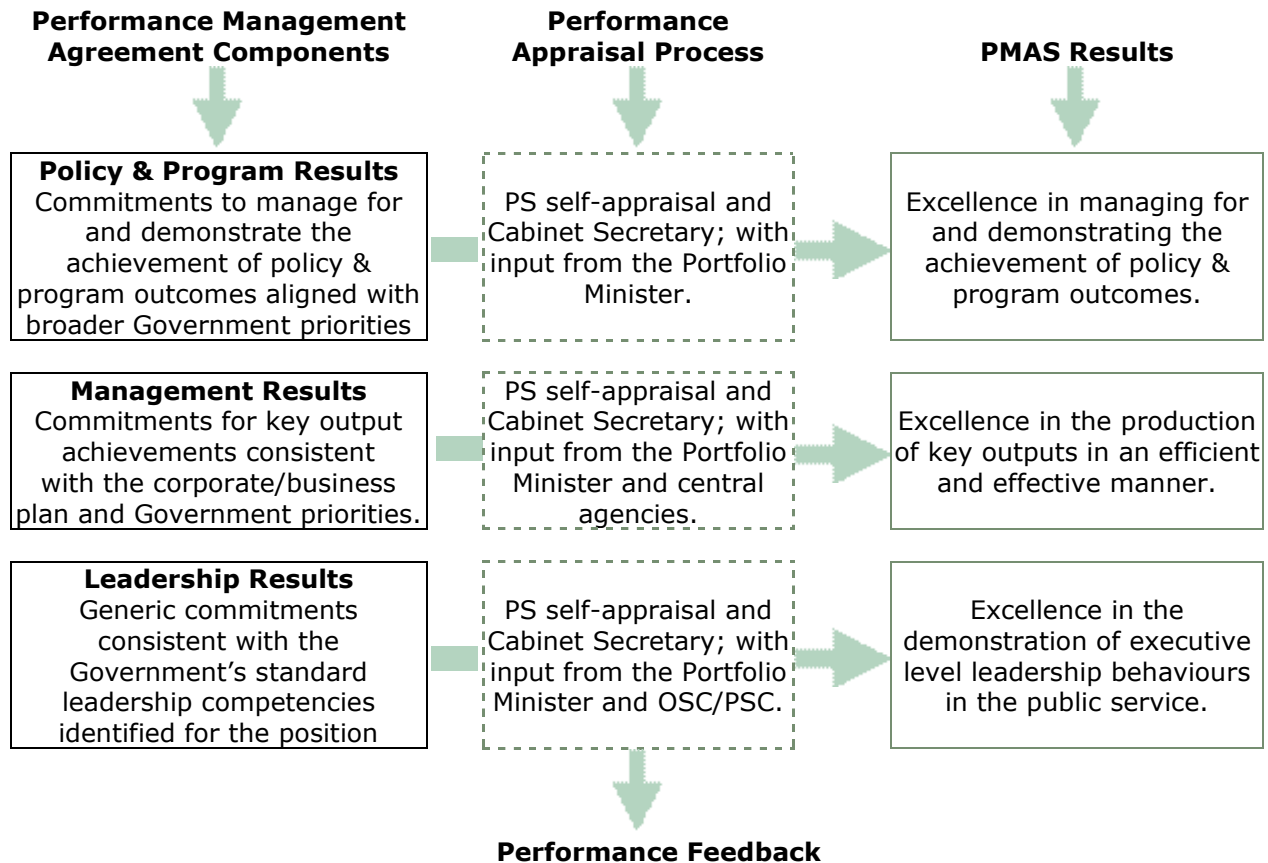 Performance Management
Agreement Components
Performance
Appraisal Process
PMAS Results
Policy & Program Results
Commitments to manage for
and demonstrate the
achievement of policy &
program outcomes aligned with
broader Government priorities
PS self-appraisal and
Cabinet Secretary; with
input from the Portfolio
Minister.
Excellence in managing for
and demonstrating the
achievement of policy &
program outcomes.
Management Results
Commitments for key output
achievements consistent
with the corporate/business
plan and Government priorities.
PS self-appraisal and
Cabinet Secretary; with
input from the Portfolio
Minister and central
agencies.
Excellence in the production
of key outputs in an efficient
and effective manner.
Leadership Results
Generic commitments
consistent with the
Government’s standard
leadership competencies
identified for the position
PS self-appraisal and
Cabinet Secretary; with
input from the Portfolio
Minister and OSC/PSC.
Excellence in the
demonstration of executive
level leadership behaviours
in the public service.
Performance Feedback